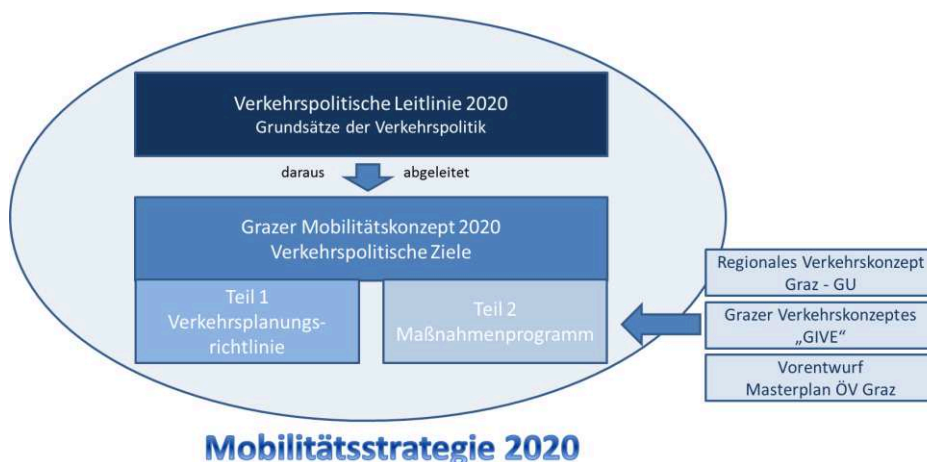 Verkehrspolitische Leitlinie 2020
Grundsätze der Verkehrspolitik
daraus abgeleitet
Grazer Mobilitätskonzept 2020
Verkehrspolitische Ziele
Teil 1
Verkehrsplanungs-
richtlinie
Teil 2
Maßnahmenprogramm
Regionales Verkehrskonzept
Graz - GU
Grazer Verkehrskonzeptes
„GIVE“
Vorentwurf
Masterplan ÖV Graz
Mobilitätsstrategie 2020